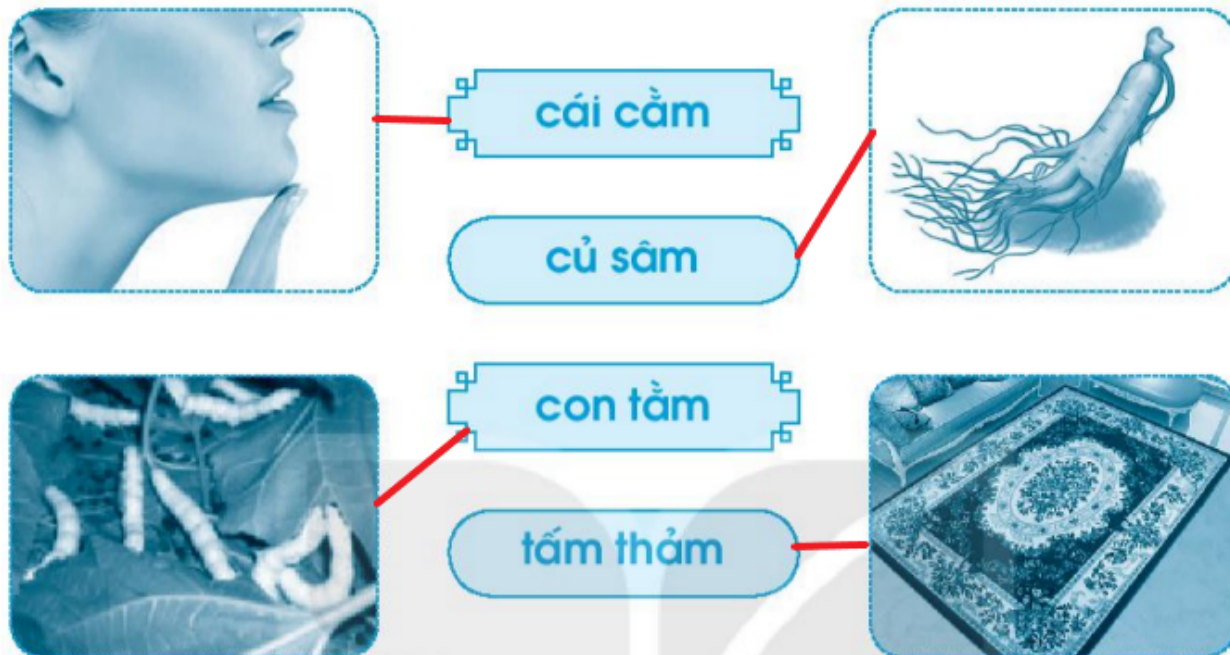 cái cằm
củ sâm
con tằm
tấm thảm